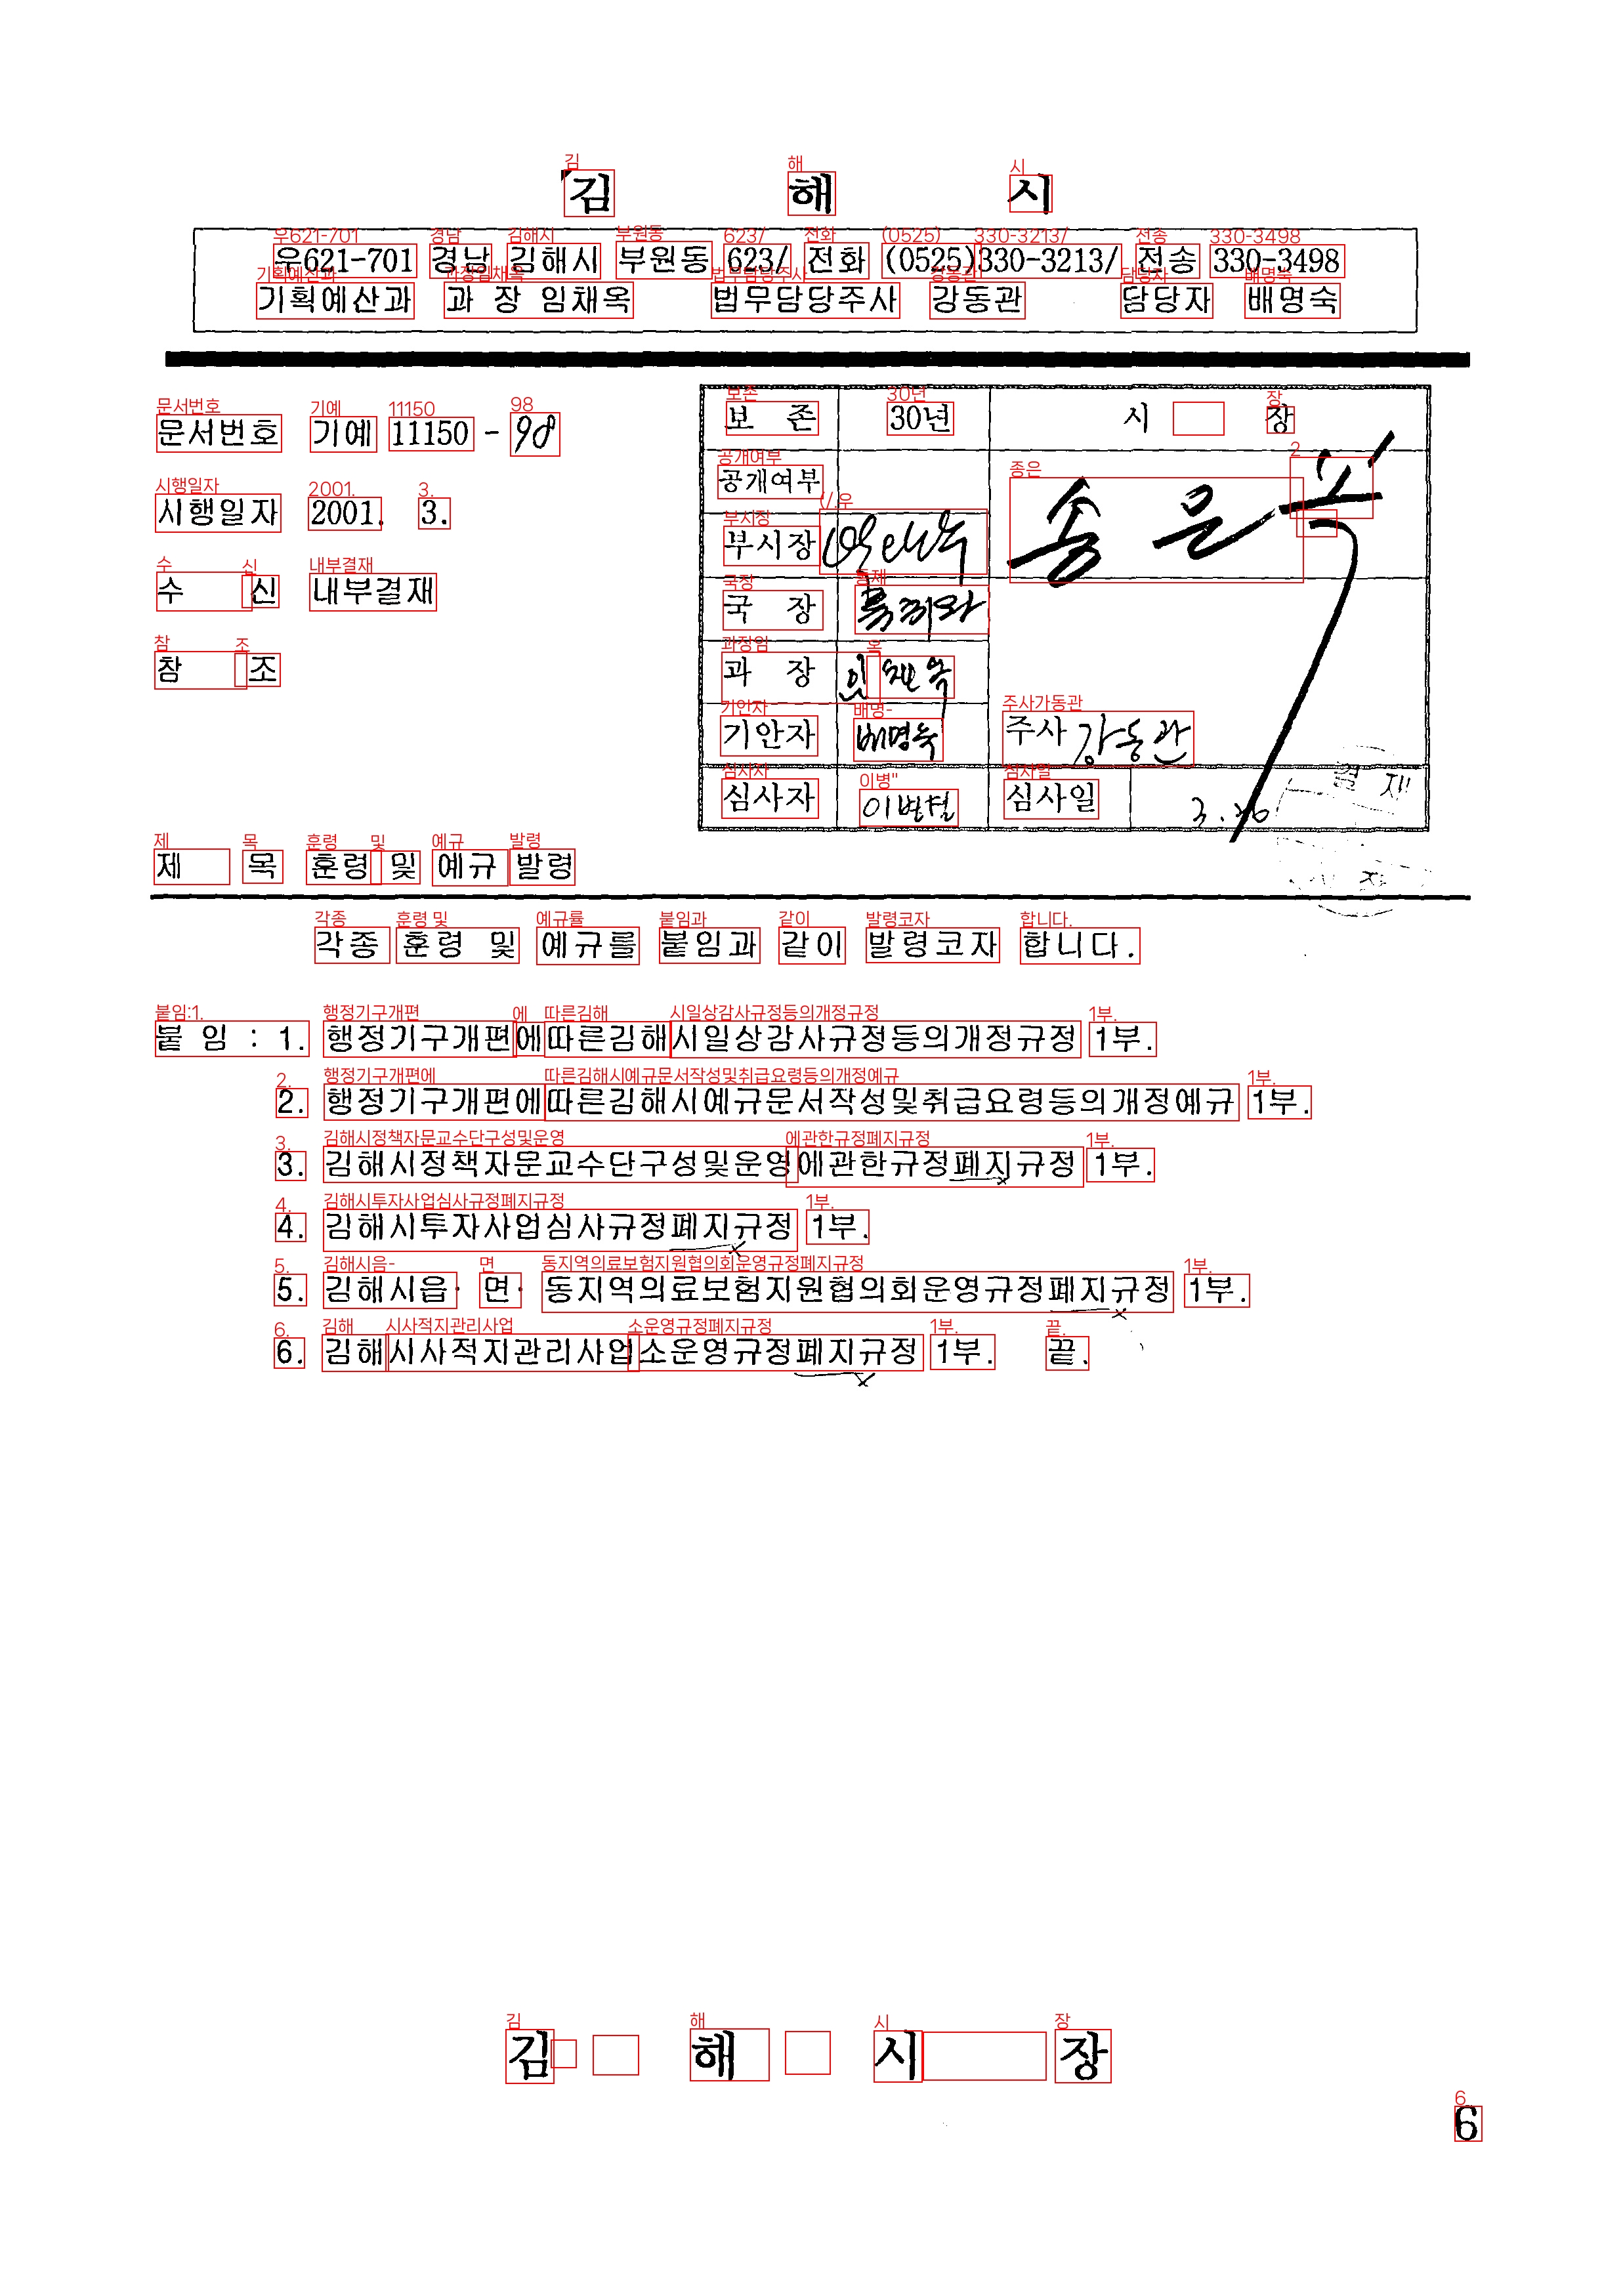 김 해 시
우621-701 경남 김해시 부원동 623/ 전화 (0525)330-3213/ 전송 330-3498
기획예산과 과 장 임채옥 법무담당주사 강동관 담당자 배명숙
문서번호 기예 11150 - 98
시행일자 2001. 3.
수 신 내부결재
참 조
보 존 30년 시 장
공개여부
부시장
국 장
과 장 임채옥
기안자 배명숙 주사 강동관
심사자 심사일 3.26
결 재
제 목 훈령 및 예규 발령
각종 훈령 및 예규를 붙임과 같이 발령코자 합니다.
붙 임 : 1. 행정기구개편에따른김해시일상감사규정등의개정규정 1부.
2. 행정기구개편에따른김해시예규문서작성및취급요령등의개정예규 1부.
3. 김해시정책자문교수단구성및운영에관한규정폐지규정 1부.
4. 김해시투자사업심사규정폐지규정 1부.
5. 김해시읍· 면· 동지역의료보험지원협의회운영규정폐지규정 1부.
6. 김해시사적지관리사업소운영규정폐지규정 1부. 끝.
김 해 시 장
6